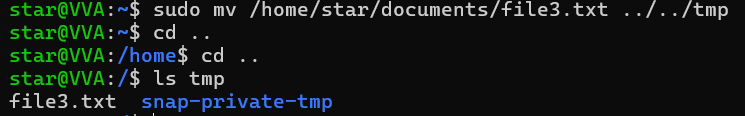 star@VVA:~$ sudo mv /home/star/documents/file3.txt ../../tmp
star@VVA:~$ cd ..
star@VVA:/home$ cd ..
star@VVA:/$ ls tmp
file3.txt  snap-private-tmp